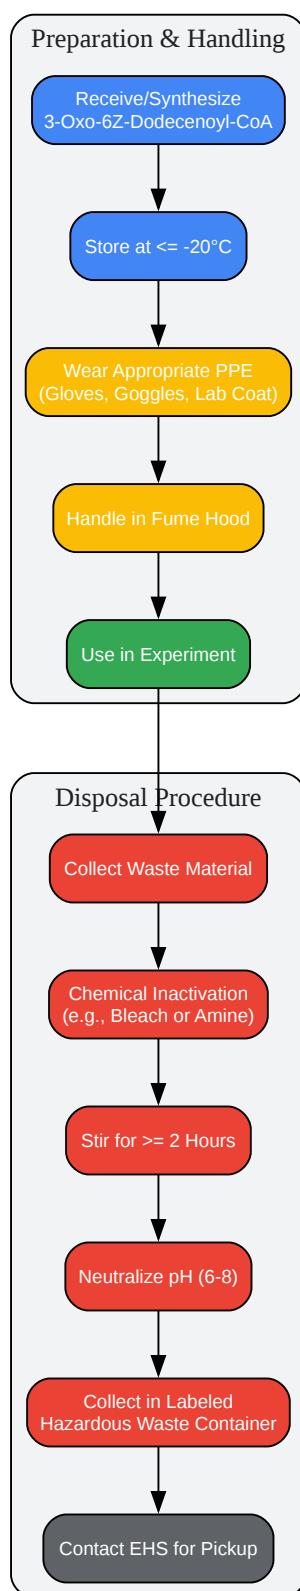 Preparation & Handling
Receive/Synthesize
3-Oxo-6Z-Dodecenoyl-CoA
Store at <= -20°C
Wear Appropriate PPE
(Gloves, Goggles, Lab Coat)
Handle in Fume Hood
Use in Experiment
Disposal Procedure
Collect Waste Material
Chemical Inactivation
(e.g., Bleach or Amine)
Stir for >= 2 Hours
Neutralize pH (6-8)
Collect in Labeled
Hazardous Waste Container
Contact EHS for Pickup